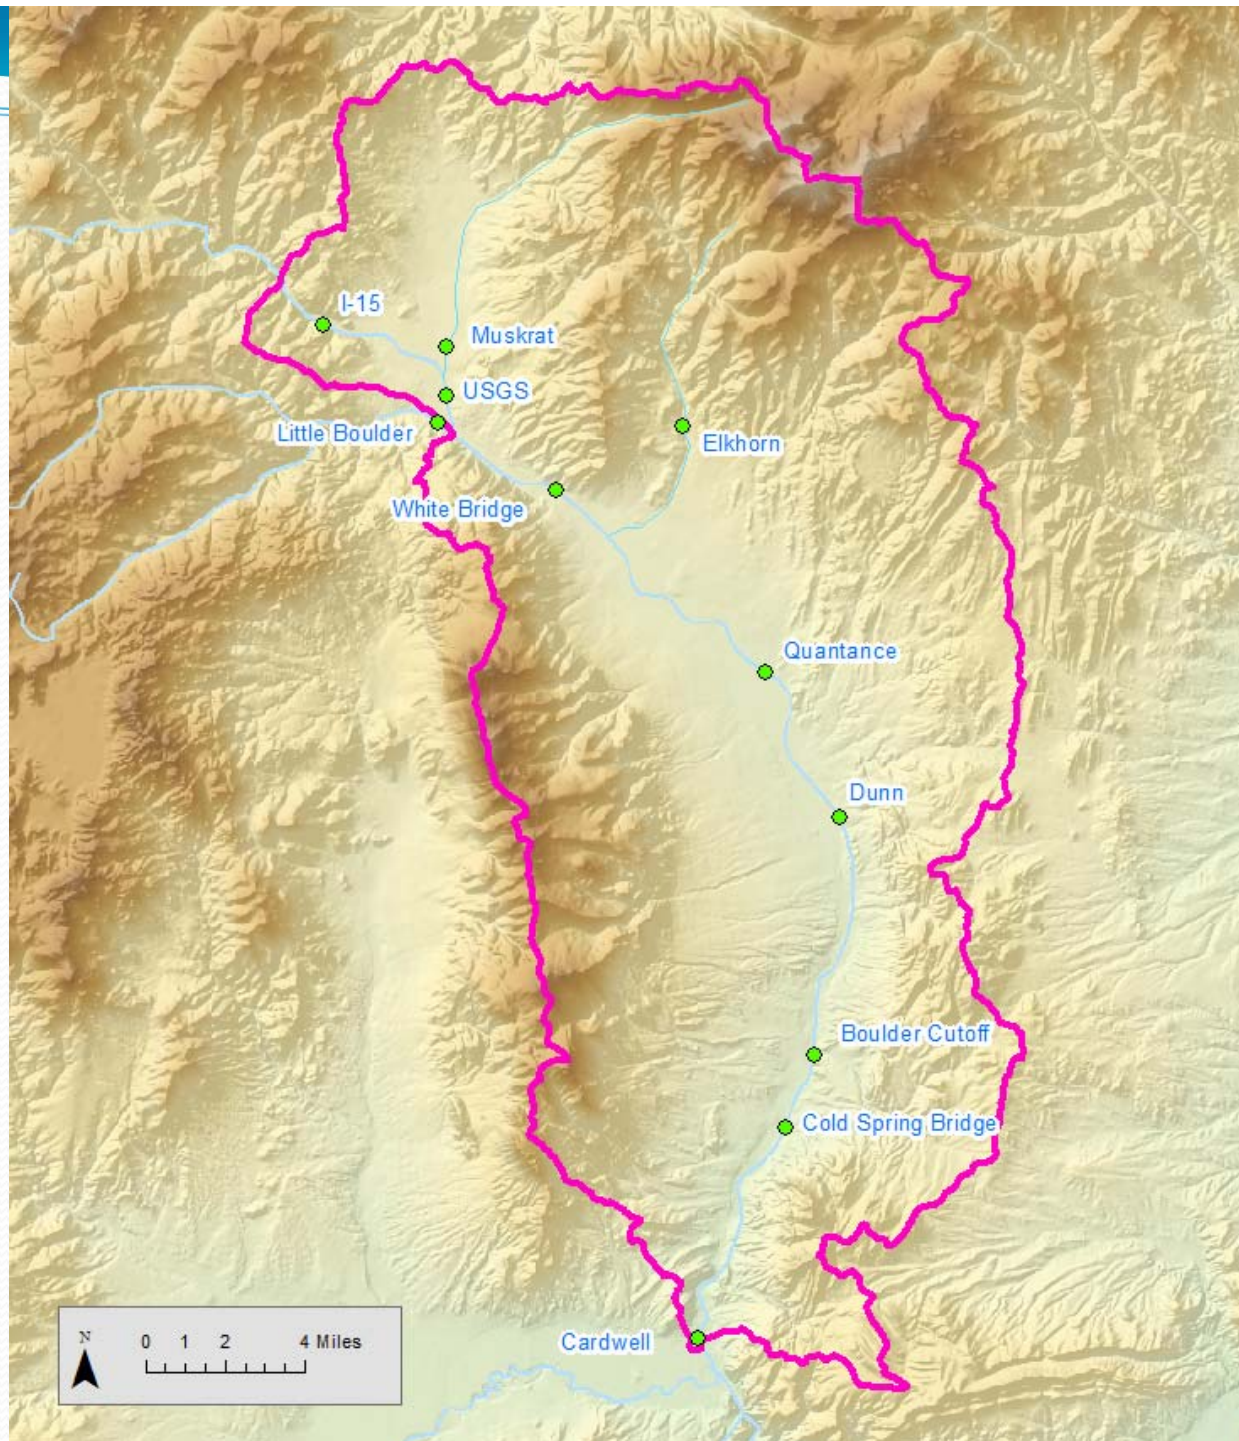 I-15
Muskrat
USGS
Little Boulder
Elkhorn
White Bridge
Quantance
Dunn
Boulder Cutoff
Cold Spring Bridge
Cardwell
N
0 1 2 4 Miles